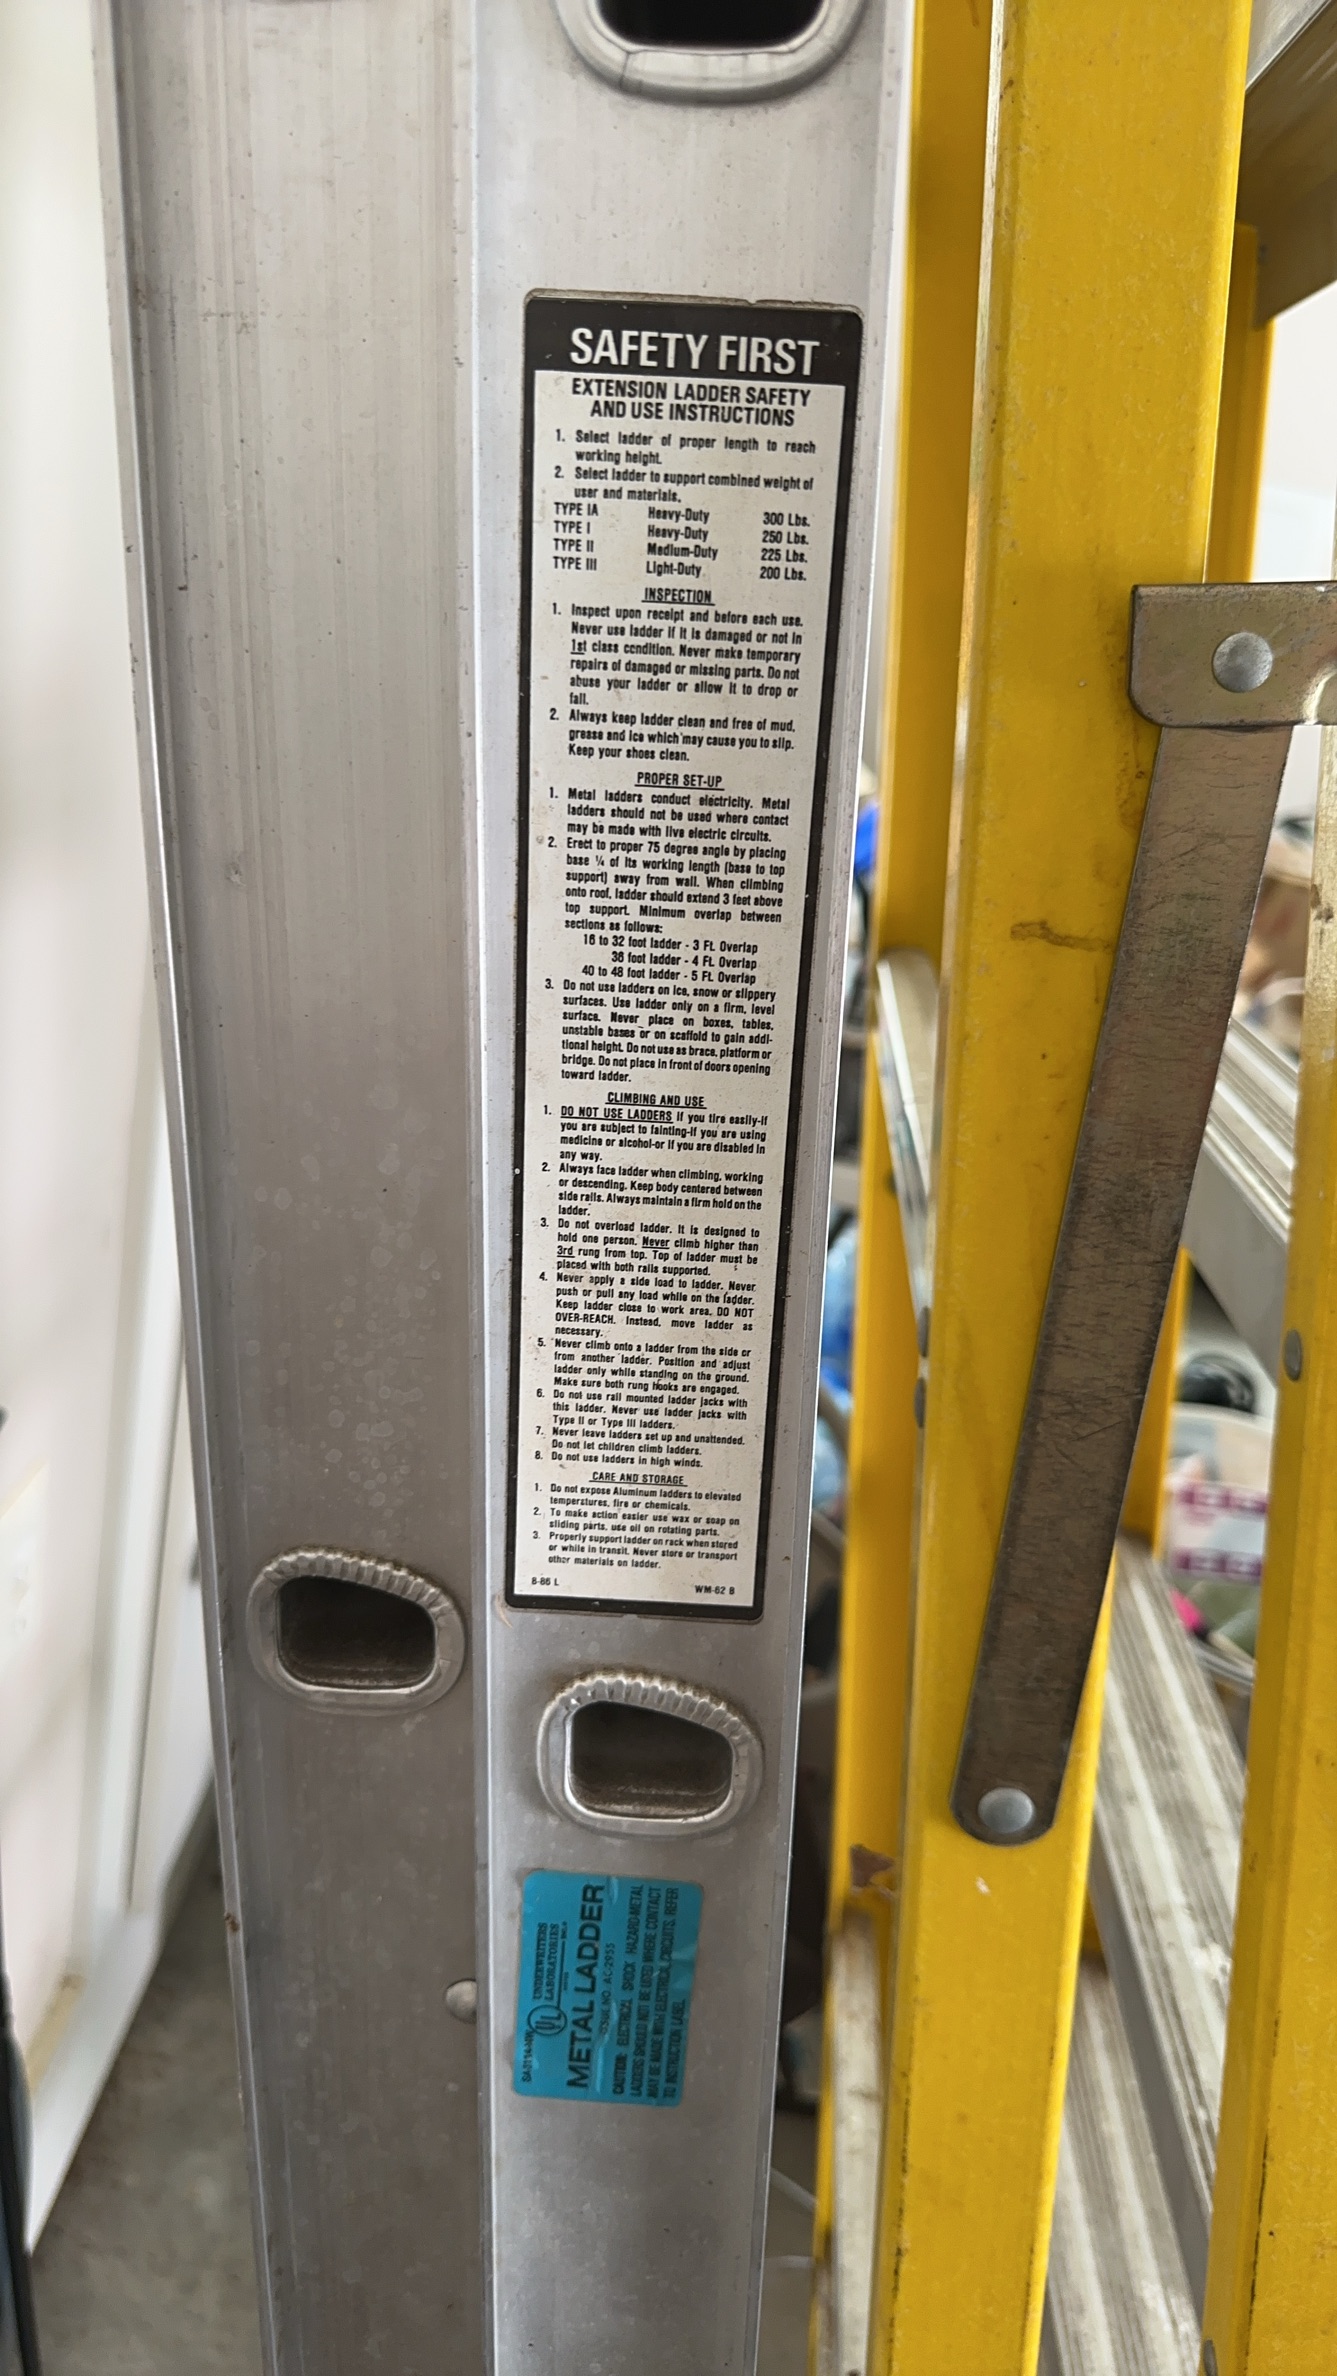 SAFETY FIRST
EXTENSION LADDER SAFETY
AND USE INSTRUCTIONS
1. Select ladder of proper length to reach
working height.
2. Select ladder to support combined weight of
user and materials.
TYPE IA Heavy-Duty 300 Lbs.
TYPE I Heavy-Duty 250 Lbs.
TYPE II Medium-Duty 225 Lbs.
TYPE III Light-Duty 200 Lbs.
INSPECTION
1. Inspect upon receipt and before each use.
Never use ladder if it is damaged or not in
1st class condition. Never make temporary
repairs of damaged or missing parts. Do not
abuse your ladder or allow it to drop or
fall.
2. Always keep ladder clean and free of mud,
grease and ice which may cause you to slip.
Keep your shoes clean.
PROPER SET-UP
1. Metal ladders conduct electricity. Metal
ladders should not be used where contact
may be made with live electric circuits.
2. Erect to proper 75 degree angle by placing
base ¼ of its working length (base to top
support) away from wall. When climbing
onto roof, ladder should extend 3 feet above
top support. Minimum overlap between
sections as follows:
16 to 32 foot ladder - 3 Ft. Overlap
36 foot ladder - 4 Ft. Overlap
40 to 48 foot ladder - 5 Ft. Overlap
3. Do not use ladders on ice, snow or slippery
surfaces. Use ladder only on a firm, level
surface. Never place on boxes, tables,
unstable bases or on scaffold to gain addi-
tional height. Do not use as brace, platform or
bridge. Do not place in front of doors opening
toward ladder.
CLIMBING AND USE
1. DO NOT USE LADDERS if you tire easily-if
you are subject to fainting-if you are using
medicine or alcohol-or if you are disabled in
any way.
2. Always face ladder when climbing, working
or descending. Keep body centered between
side rails. Always maintain a firm hold on the
ladder.
3. Do not overload ladder. It is designed to
hold one person. Never climb higher than
3rd rung from top. Top of ladder must be
placed with both rails supported.
4. Never apply a side load to ladder. Never
push or pull any load while on the ladder.
Keep ladder close to work area. DO NOT
OVER-REACH. Instead, move ladder as
necessary.
5. Never climb onto a ladder from the side or
from another ladder. Position and adjust
ladder only while standing on the ground.
Make sure both rung hooks are engaged.
6. Do not use rail mounted ladder jacks with
this ladder. Never use ladder jacks with
Type II or Type III ladders.
7. Never leave ladders set up and unattended.
Do not let children climb ladders.
8. Do not use ladders in high winds.
CARE AND STORAGE
1. Do not expose Aluminum ladders to elevated
temperatures, fire or chemicals.
2. To make action easier use wax or soap on
sliding parts, use oil on rotating parts.
3. Properly support ladder on rack when stored
or while in transit. Never store or transport
other materials on ladder.
8-86 L WM-62 B
UL UNDERWRITERS
LABORATORIES
INC.®
METAL LADDER
ISSUE NO. AC-2955
CAUTION: ELECTRICAL SHOCK HAZARD-METAL
LADDERS SHOULD NOT BE USED WHERE CONTACT
MAY BE MADE WITH ELECTRICAL CIRCUITS. REFER
TO INSTRUCTION LABEL